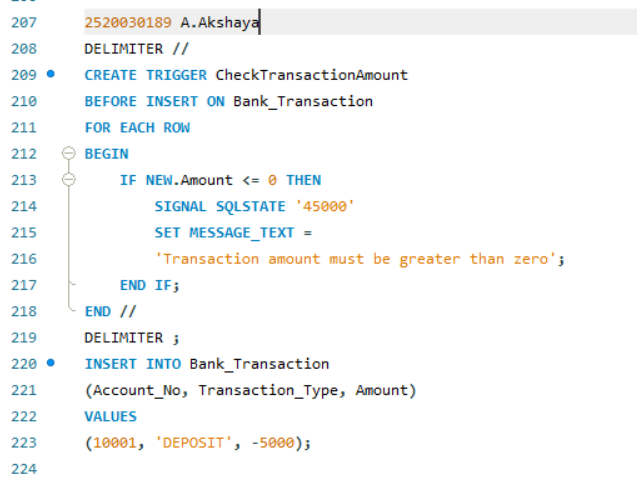 207 2520030189 A.Akshaya
208 DELIMITER //
209 CREATE TRIGGER CheckTransactionAmount
210 BEFORE INSERT ON Bank_Transaction
211 FOR EACH ROW
212 BEGIN
213 IF NEW.Amount <= 0 THEN
214 SIGNAL SQLSTATE '45000'
215 SET MESSAGE_TEXT =
216 'Transaction amount must be greater than zero';
217 END IF;
218 END //
219 DELIMITER ;
220 INSERT INTO Bank_Transaction
221 (Account_No, Transaction_Type, Amount)
222 VALUES
223 (10001, 'DEPOSIT', -5000);
224